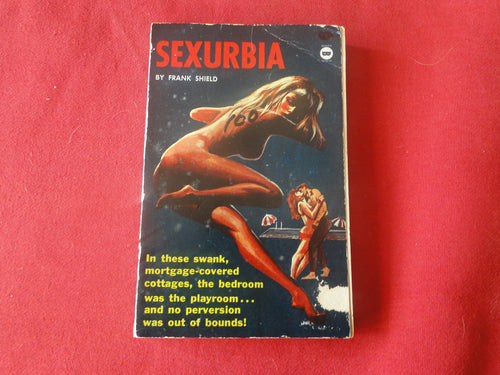 SEXURBIA
BY FRANK SHIELD
B
100
In these swank,
mortgage-covered
cottages, the bedroom
was the playroom...
and no perversion
was out of bounds!